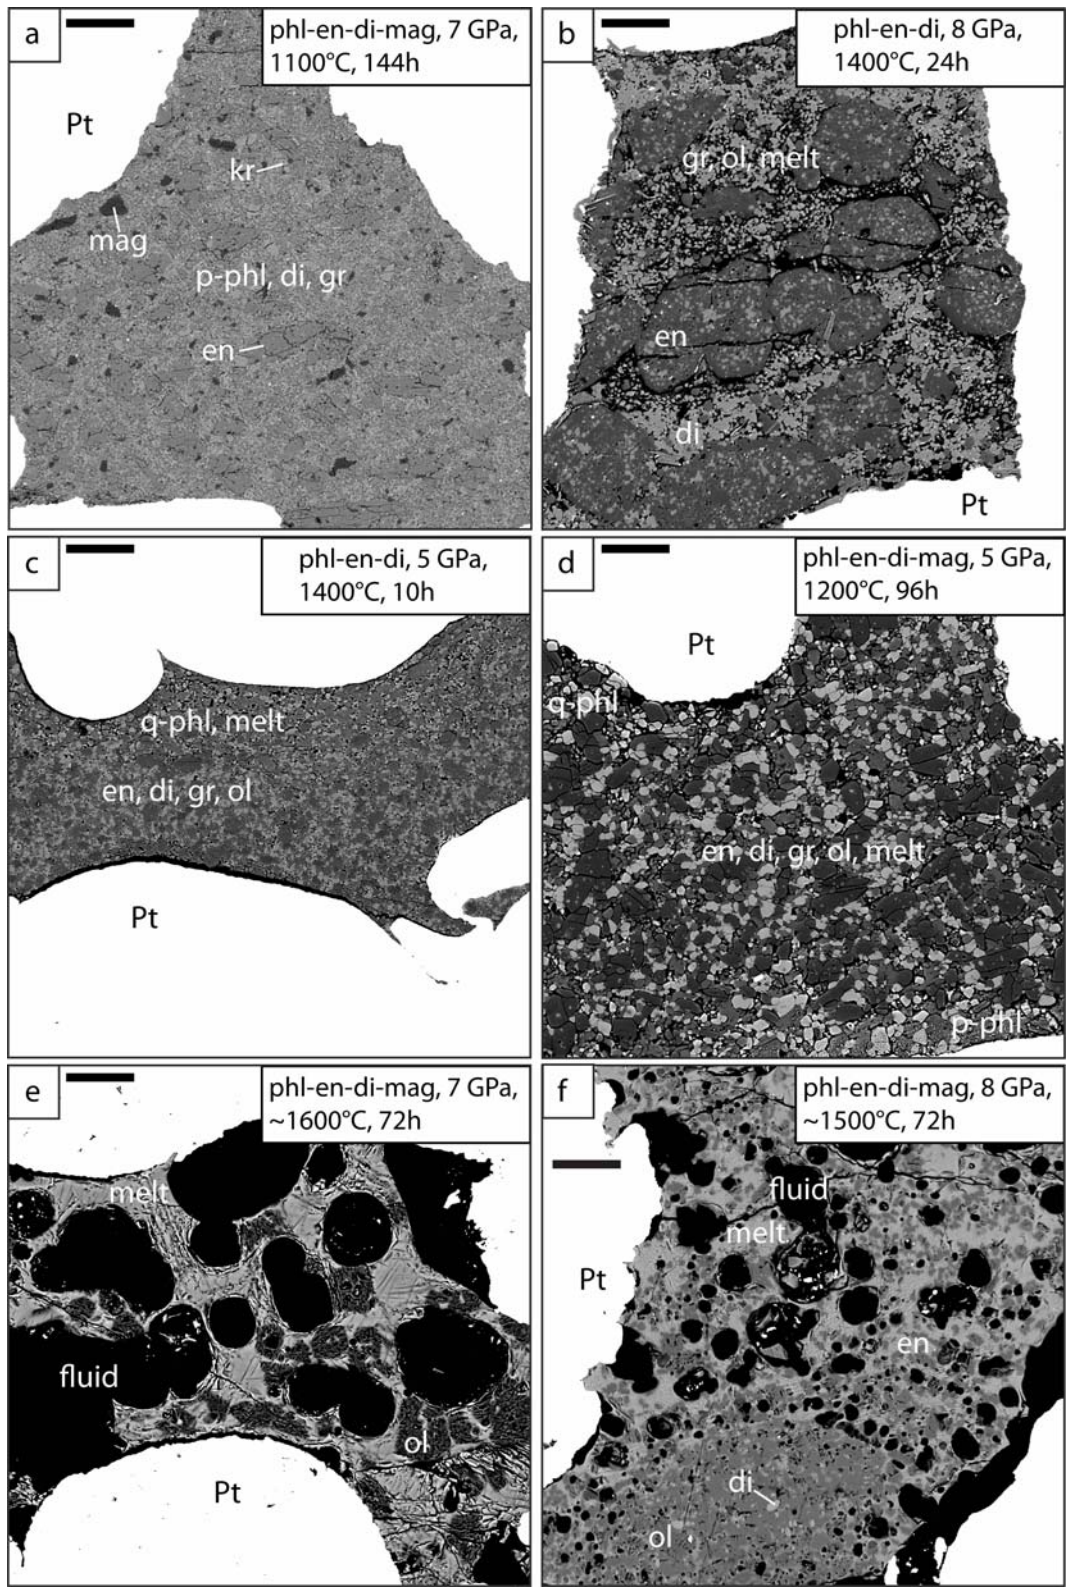 a
phl-en-di-mag, 7 GPa,
1100°C, 144h
Pt
kr
mag
p-phl, di, gr
en
b
phl-en-di, 8 GPa,
1400°C, 24h
gr, ol, melt
en
di
Pt
c
phl-en-di, 5 GPa,
1400°C, 10h
q-phl, melt
en, di, gr, ol
Pt
d
phl-en-di-mag, 5 GPa,
1200°C, 96h
Pt
q-phl
en, di, gr, ol, melt
p-phl
e
phl-en-di-mag, 7 GPa,
~1600°C, 72h
melt
fluid
ol
Pt
f
phl-en-di-mag, 8 GPa,
~1500°C, 72h
fluid
melt
Pt
en
di
ol